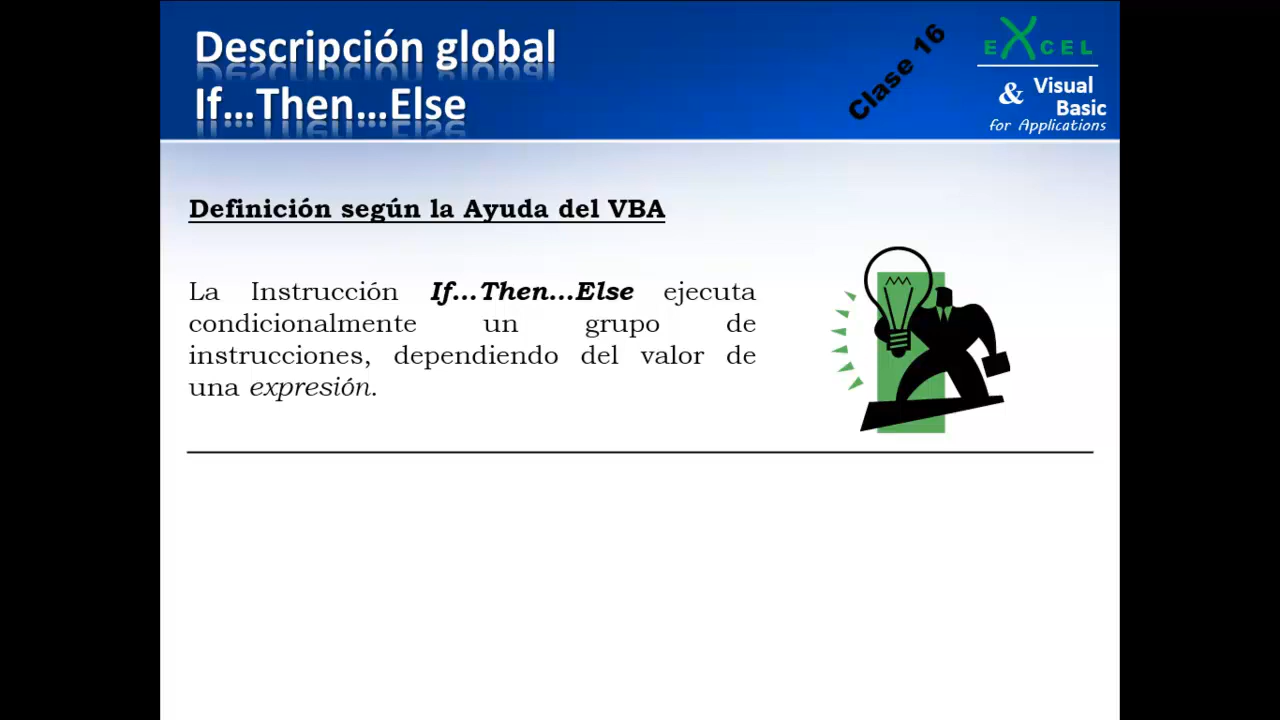 Descripción global
If...Then...Else
Clase 16
EXCEL
& Visual
Basic
for Applications
Definición según la Ayuda del VBA
La Instrucción If...Then...Else ejecuta
condicionalmente un grupo de
instrucciones, dependiendo del valor de
una expresión.